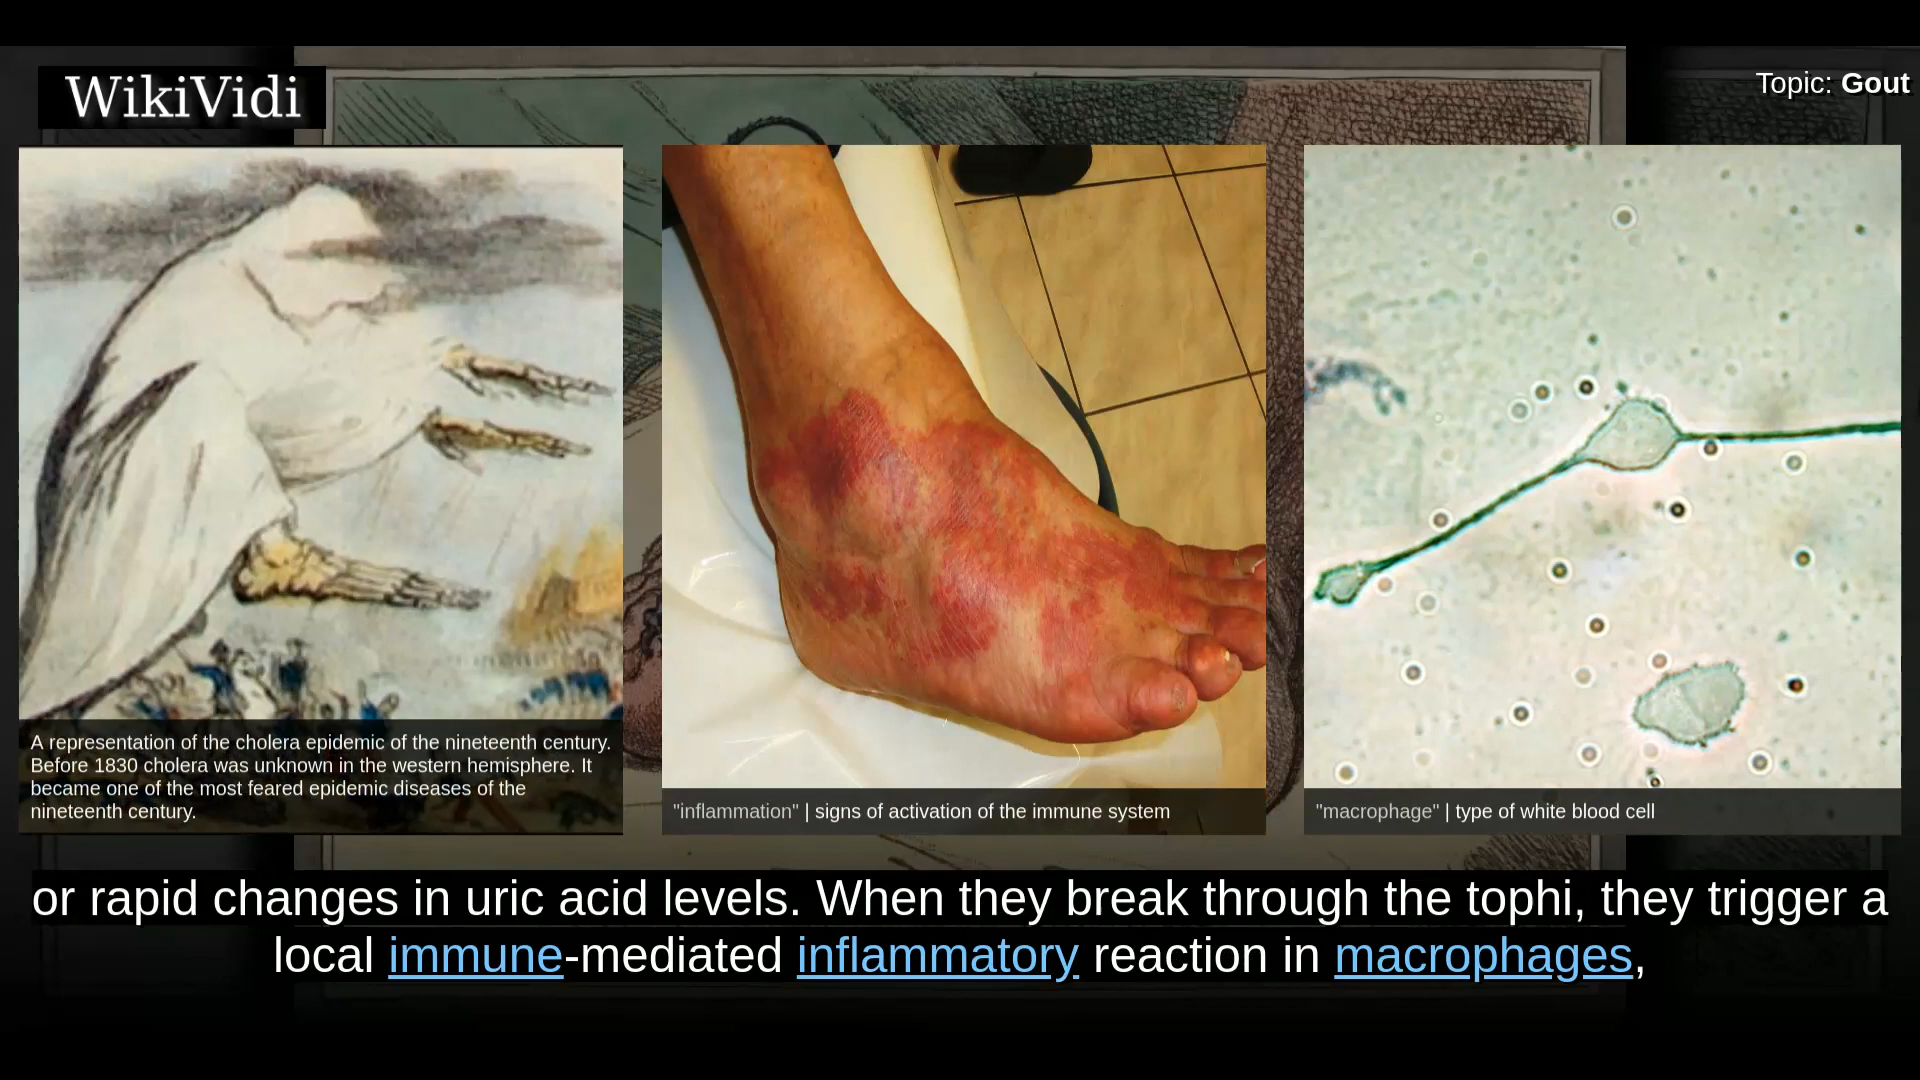 WikiVidi
Topic: Gout
A representation of the cholera epidemic of the nineteenth century.
Before 1830 cholera was unknown in the western hemisphere. It
became one of the most feared epidemic diseases of the
nineteenth century.
"inflammation" | signs of activation of the immune system
"macrophage" | type of white blood cell
or rapid changes in uric acid levels. When they break through the tophi, they trigger a
local immune-mediated inflammatory reaction in macrophages,